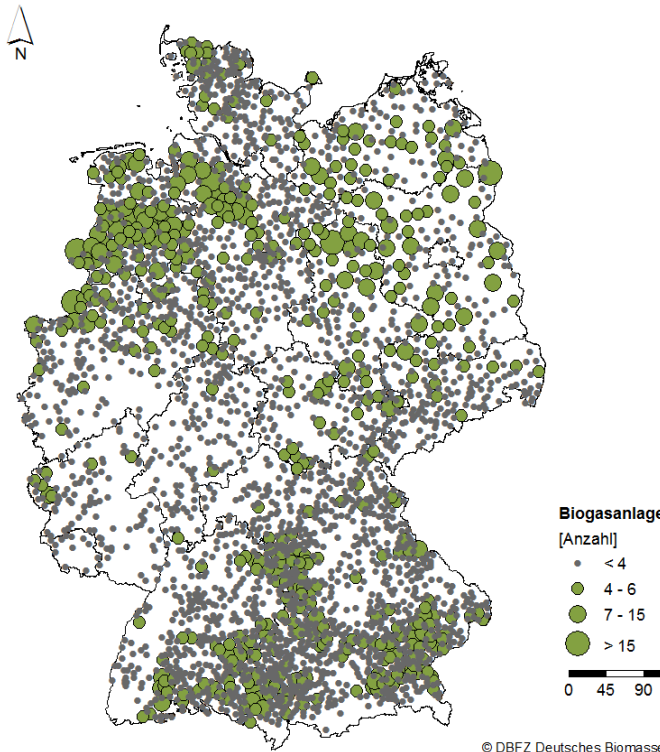 N
Biogasanlage
[Anzahl]
< 4
4 - 6
7 - 15
> 15
0 45 90
© DBFZ Deutsches Biomasse